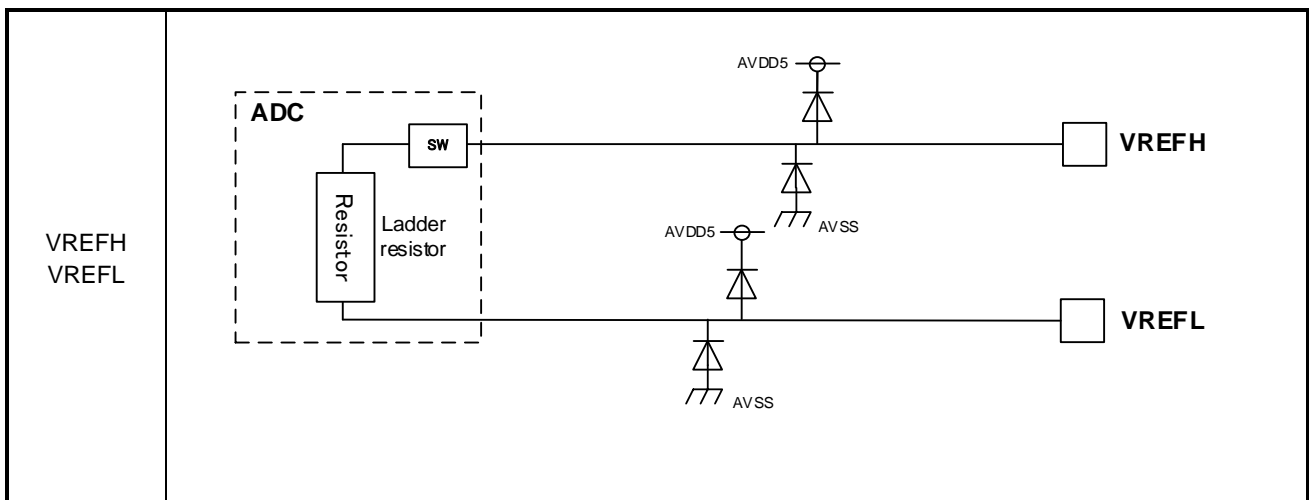 VREFH
VREFL
ADC
SW
Resistor
Ladder
resistor
AVDD5
AVSS
VREFH
AVDD5
AVSS
VREFL